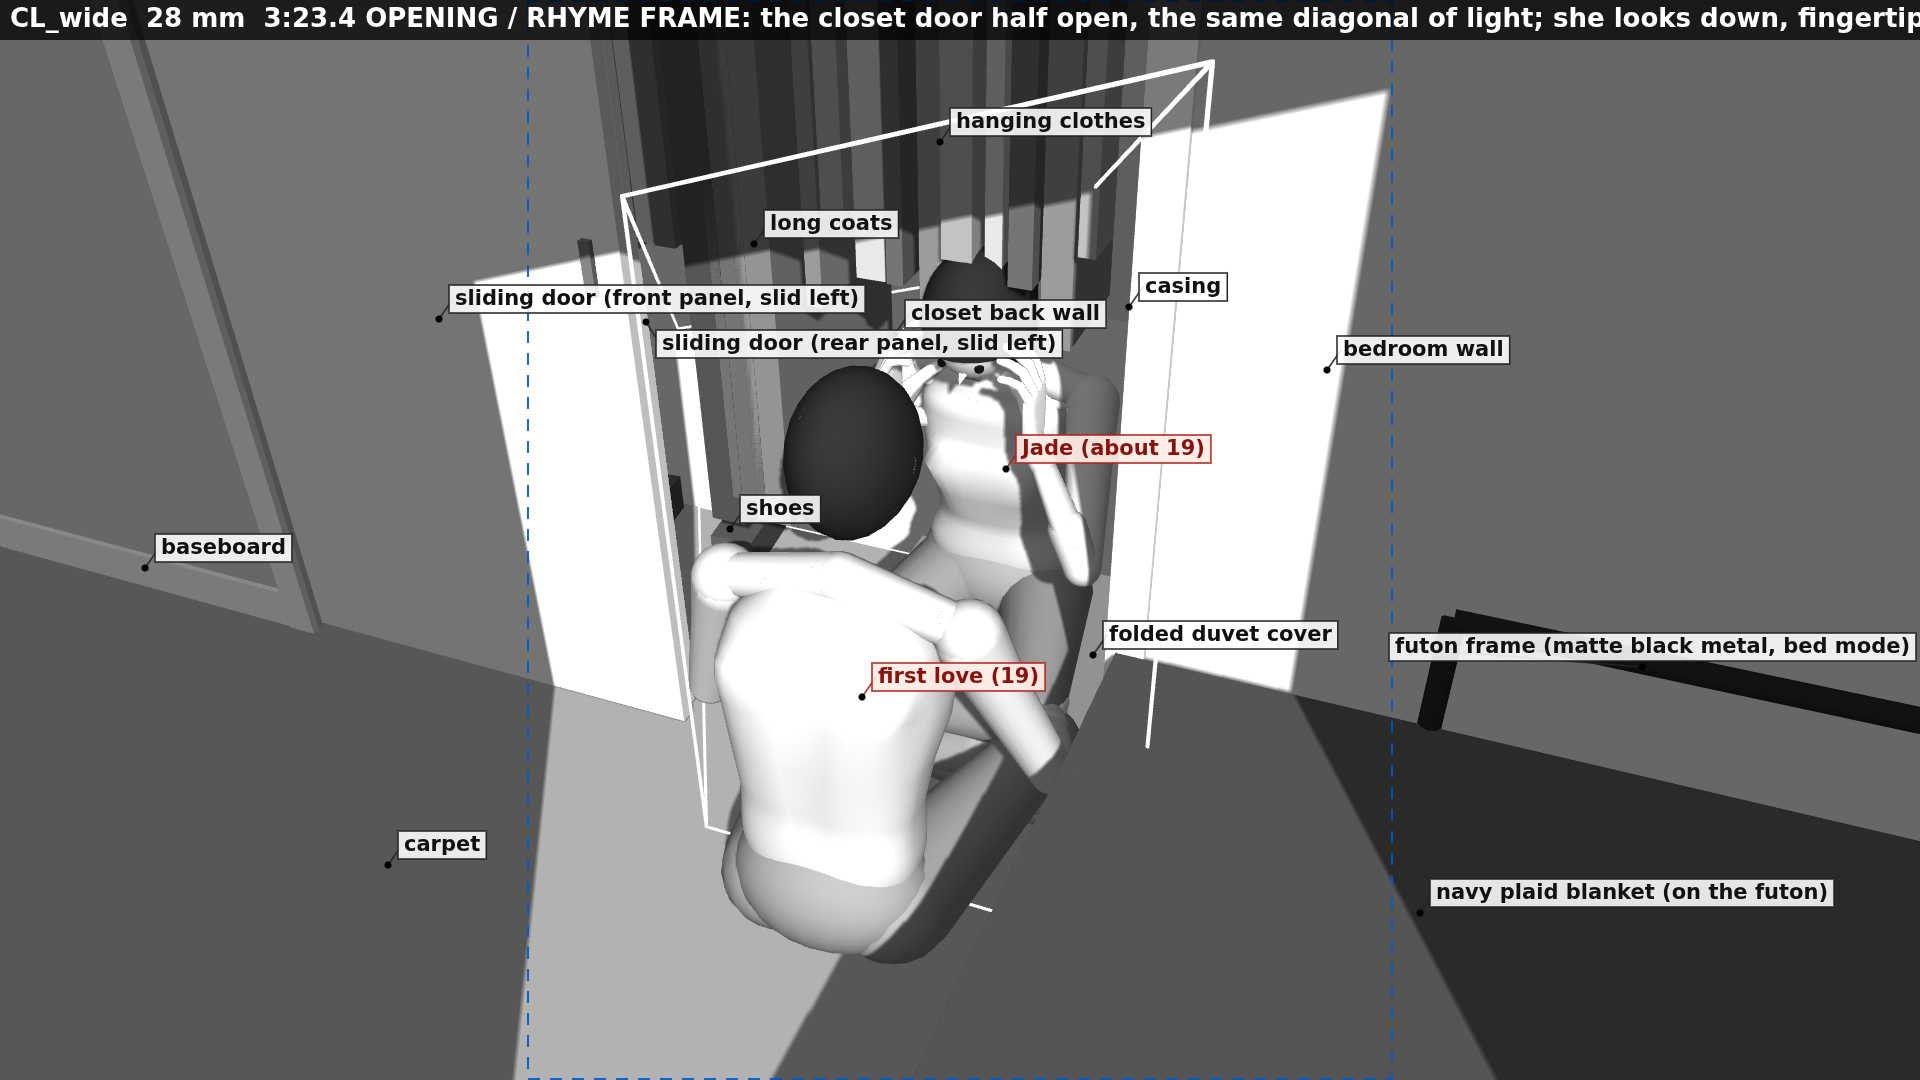 CL_wide 28 mm 3:23.4 OPENING / RHYME FRAME: the closet door half open, the same diagonal of light; she looks down, fingertip
hanging clothes
long coats
casing
sliding door (front panel, slid left)
closet back wall
sliding door (rear panel, slid left)
bedroom wall
Jade (about 19)
shoes
baseboard
folded duvet cover
futon frame (matte black metal, bed mode)
first love (19)
carpet
navy plaid blanket (on the futon)